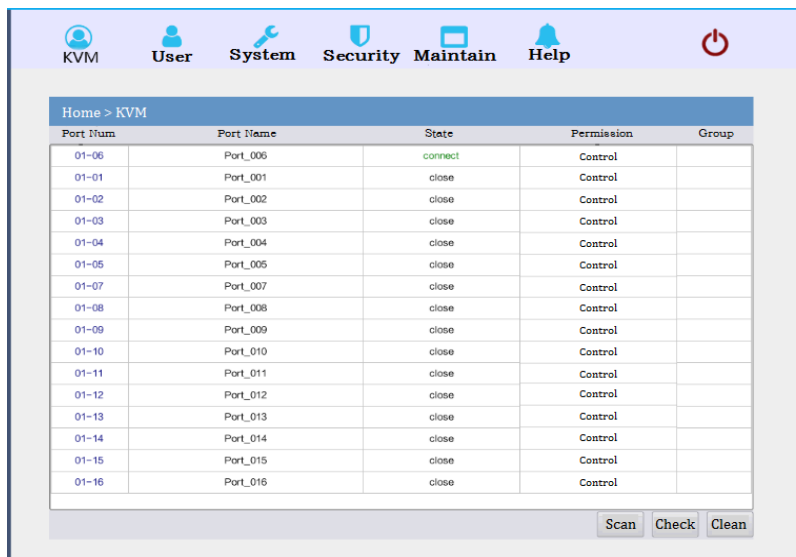 KVM User System Security Maintain Help
Home > KVM
Port Num Port Name State Permission Group
01-06 Port_006 connect Control
01-01 Port_001 close Control
01-02 Port_002 close Control
01-03 Port_003 close Control
01-04 Port_004 close Control
01-05 Port_005 close Control
01-07 Port_007 close Control
01-08 Port_008 close Control
01-09 Port_009 close Control
01-10 Port_010 close Control
01-11 Port_011 close Control
01-12 Port_012 close Control
01-13 Port_013 close Control
01-14 Port_014 close Control
01-15 Port_015 close Control
01-16 Port_016 close Control
Scan Check Clean